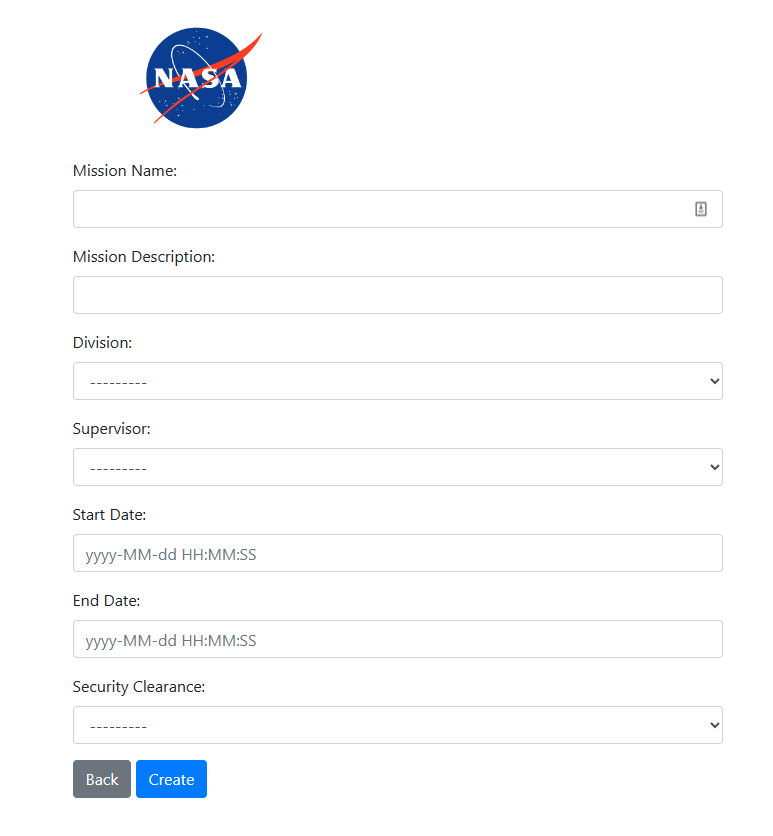 NASA
Mission Name:
Mission Description:
Division:
---------
Supervisor:
---------
Start Date:
yyyy-MM-dd HH:MM:SS
End Date:
yyyy-MM-dd HH:MM:SS
Security Clearance:
---------
Back Create